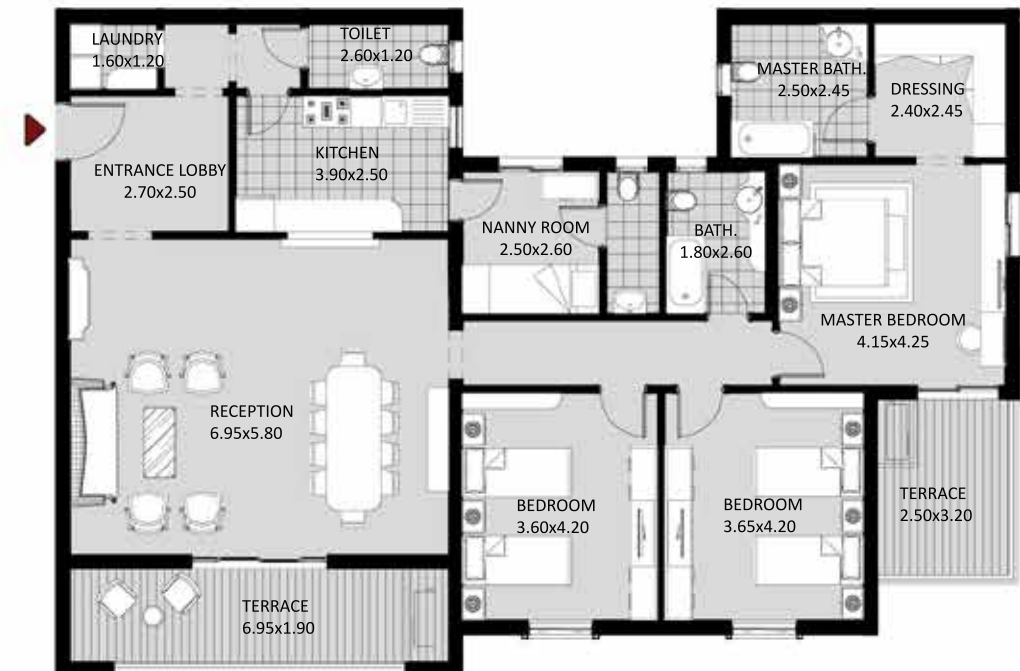 LAUNDRY
1.60x1.20
TOILET
2.60x1.20
MASTER BATH.
2.50x2.45
DRESSING
2.40x2.45
ENTRANCE LOBBY
2.70x2.50
KITCHEN
3.90x2.50
NANNY ROOM
2.50x2.60
BATH.
1.80x2.60
MASTER BEDROOM
4.15x4.25
RECEPTION
6.95x5.80
BEDROOM
3.60x4.20
BEDROOM
3.65x4.20
TERRACE
2.50x3.20
TERRACE
6.95x1.90